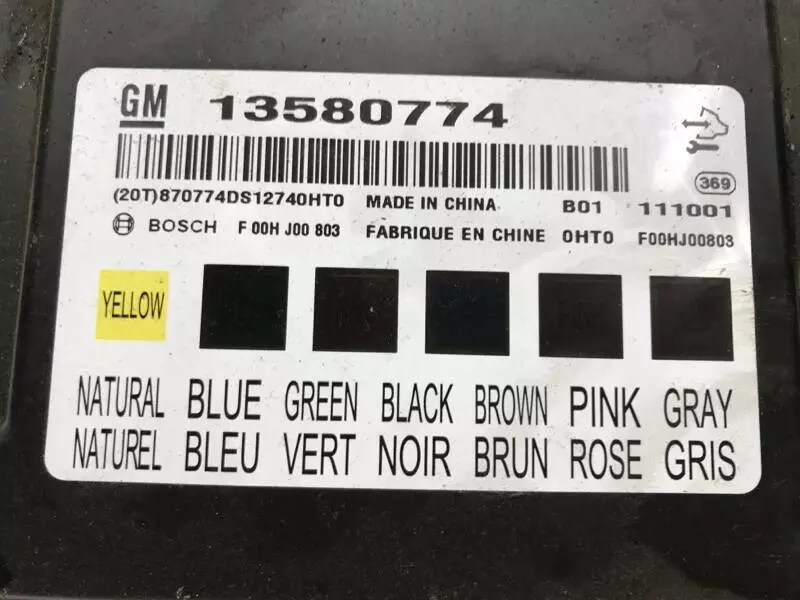 GM 13580774
369
(20T)870774DS12740HT0 MADE IN CHINA B01 111001
BOSCH F 00H J00 803 FABRIQUE EN CHINE 0HT0 F00HJ00803
YELLOW
NATURAL BLUE GREEN BLACK BROWN PINK GRAY
NATUREL BLEU VERT NOIR BRUN ROSE GRIS